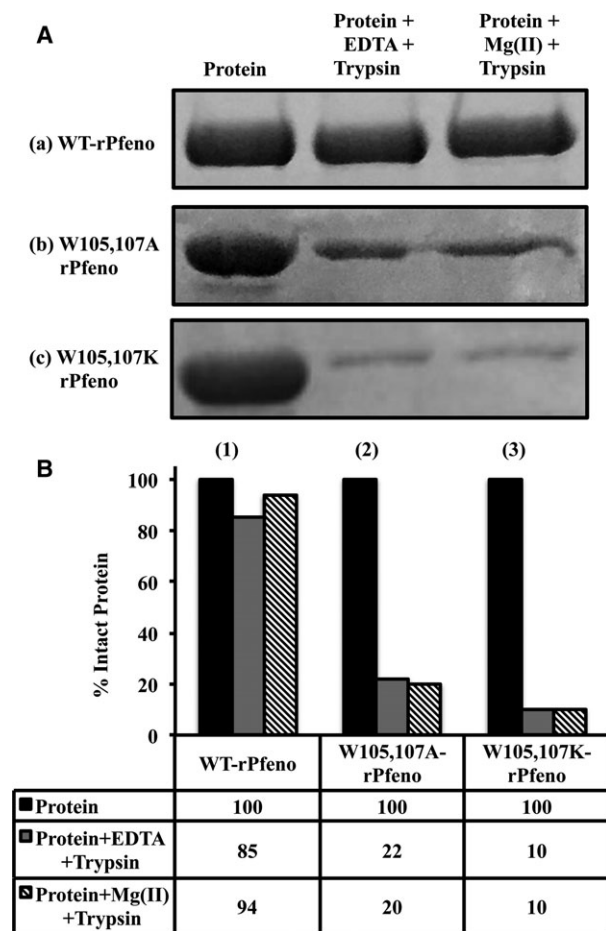 A
Protein
Protein +
EDTA +
Trypsin
Protein +
Mg(II) +
Trypsin
(a) WT-rPfeno
(b) W105,107A
rPfeno
(c) W105,107K
rPfeno
B
(1)
(2)
(3)
% Intact Protein
100
80
60
40
20
0
WT-rPfeno
W105,107A-
rPfeno
W105,107K-
rPfeno
Protein
100
100
100
Protein+EDTA
+Trypsin
85
22
10
Protein+Mg(II)
+Trypsin
94
20
10